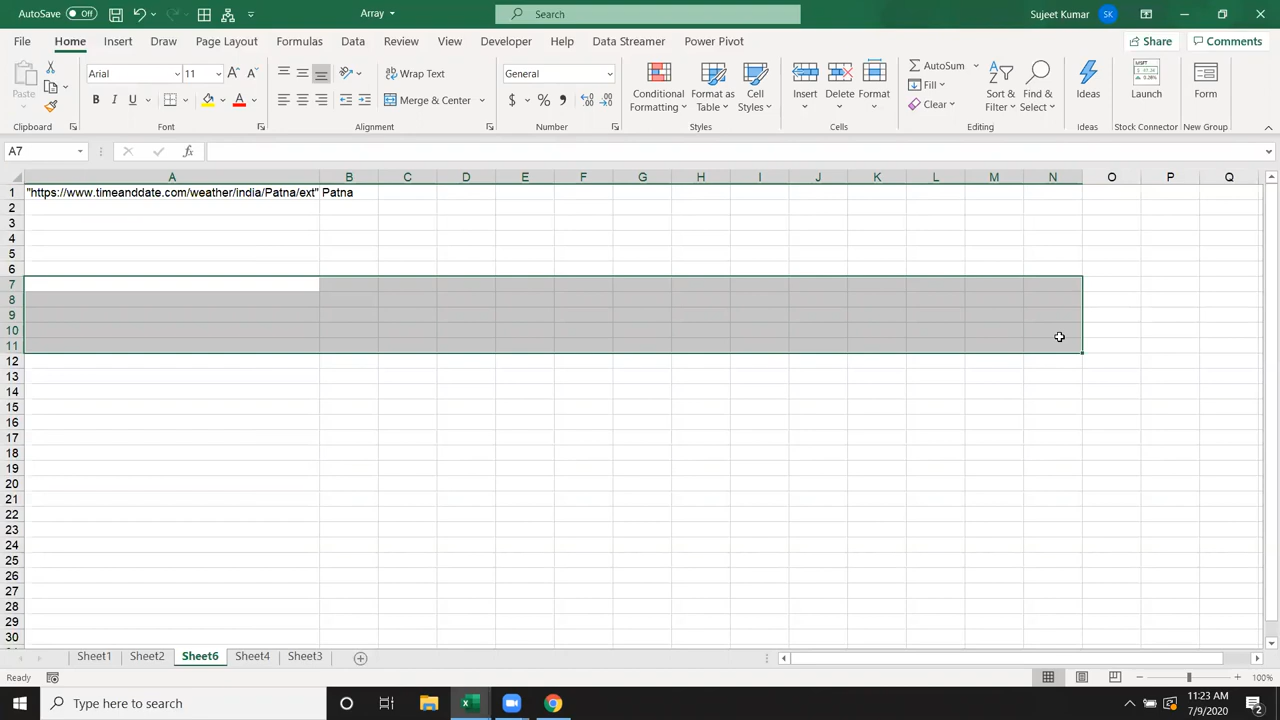 AutoSave Off Array Search Sujeet Kumar SK
File Home Insert Draw Page Layout Formulas Data Review View Developer Help Data Streamer Power Pivot Share Comments
Paste Arial 11 A A Wrap Text General Conditional Formatting Format as Table Cell Styles Insert Delete Format AutoSum Sort & Filter Find & Select Ideas Launch Form
B I U A Merge & Center $ % , Fill
Clear
Clipboard Font Alignment Number Styles Cells Editing Ideas Stock Connector New Group
A7 fx
A B C D E F G H I J K L M N O P Q
1 "https://www.timeanddate.com/weather/india/Patna/ext" Patna
2
3
4
5
6
7
8
9
10
11
12
13
14
15
16
17
18
19
20
21
22
23
24
25
26
27
28
29
30
Sheet1 Sheet2 Sheet6 Sheet4 Sheet3
Ready 100%
Type here to search 11:23 AM
7/9/2020 2